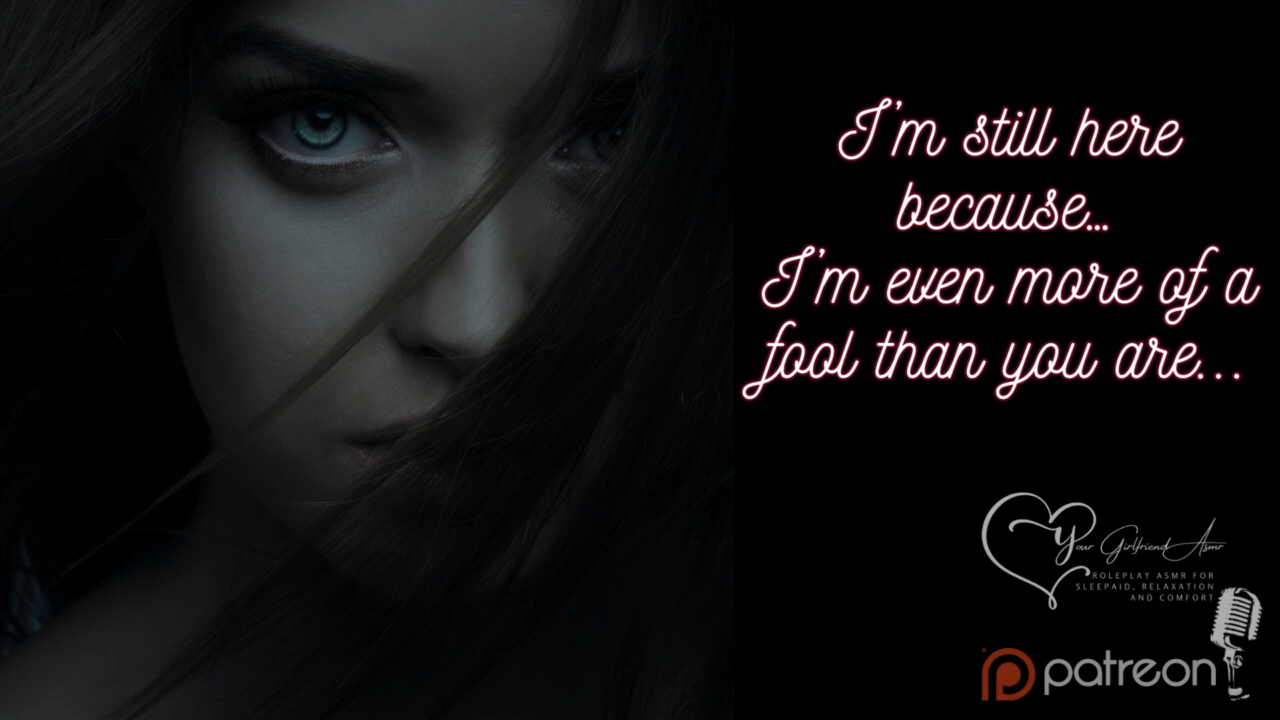 I'm still here
because...
I'm even more of a
fool than you are...
Your Girlfriend Asmr
ROLEPLAY ASMR FOR
SLEEPAID, RELAXATION
AND COMFORT
patreon